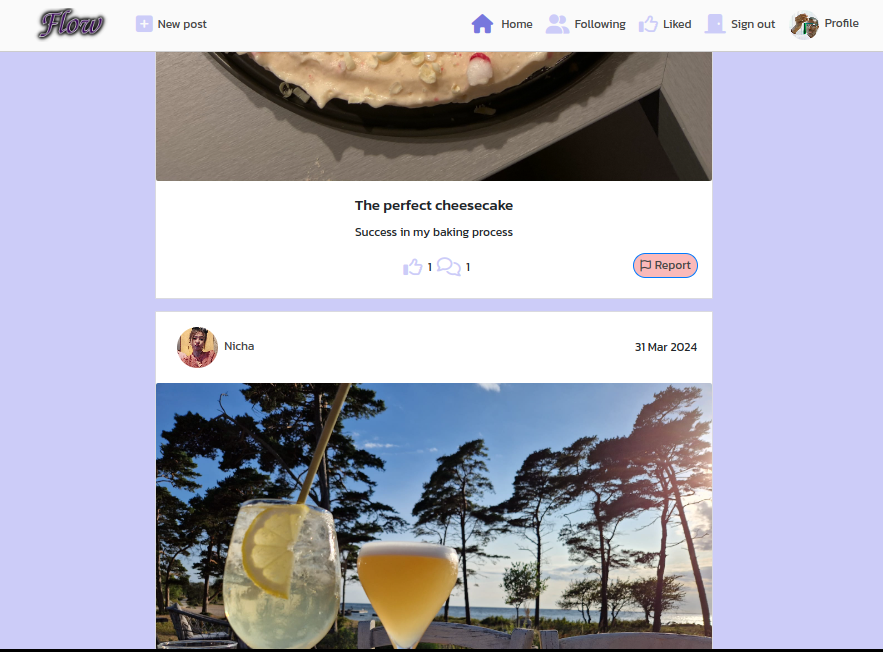 Flow
New post
Home
Following
Liked
Sign out
Profile
The perfect cheesecake
Success in my baking process
1
1
Report
Nicha
31 Mar 2024